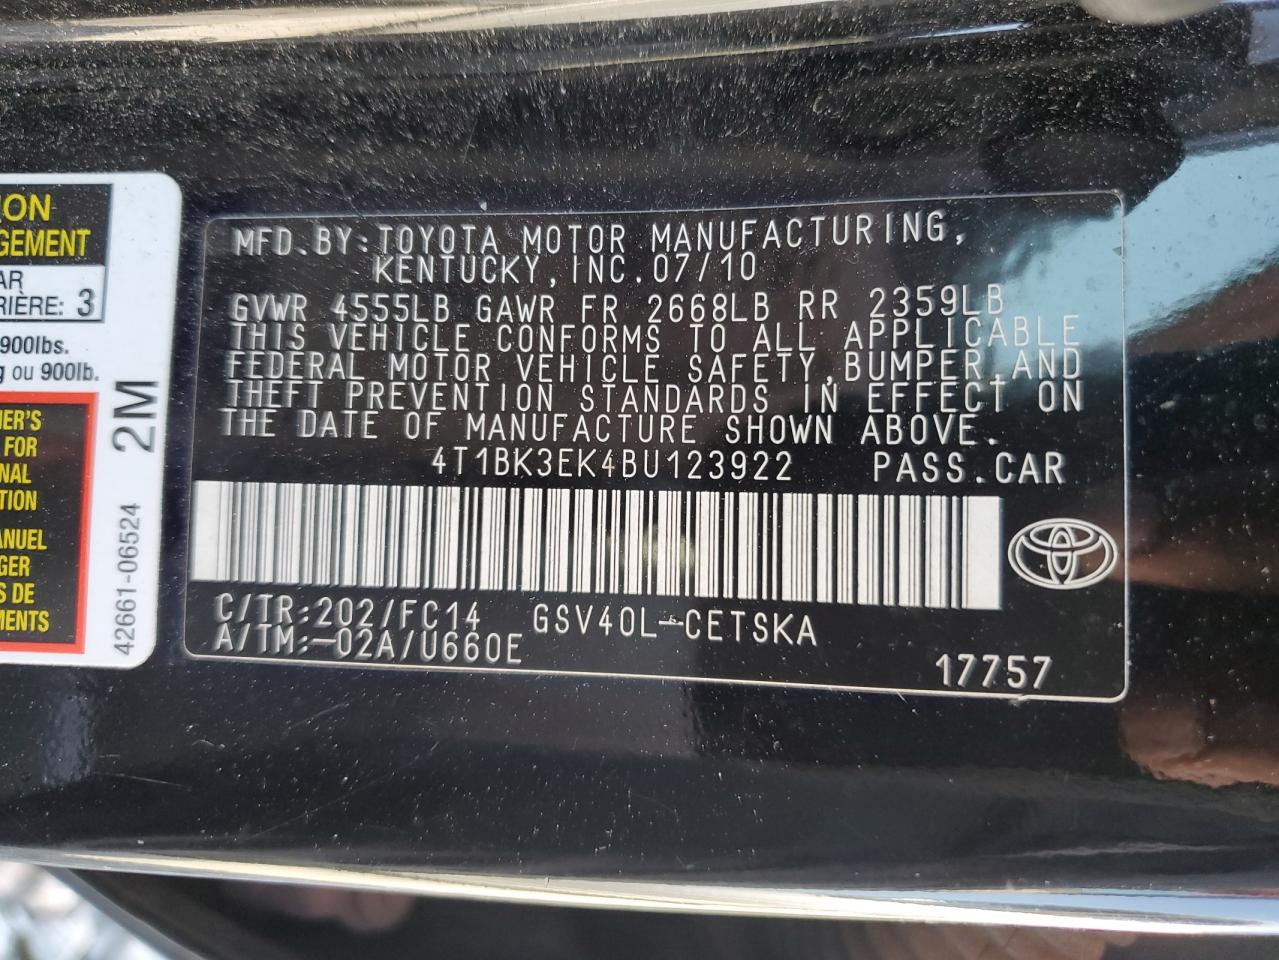 ION
GEMENT
AR
RIÈRE: 3
900lbs.
g ou 900lb.
ER'S
FOR
NAL
TION
ANUEL
GER
S DE
MENTS
2M
42661-06524
MFD.BY:TOYOTA MOTOR MANUFACTURING,
KENTUCKY,INC.07/10
GVWR 4555LB GAWR FR 2668LB RR 2359LB
THIS VEHICLE CONFORMS TO ALL APPLICABLE
FEDERAL MOTOR VEHICLE SAFETY,BUMPER,AND
THEFT PREVENTION STANDARDS IN EFFECT ON
THE DATE OF MANUFACTURE SHOWN ABOVE.
4T1BK3EK4BU123922 PASS.CAR
C/TR:202/FC14 GSV40L-CETSKA
A/TM:-02A/U660E
17757